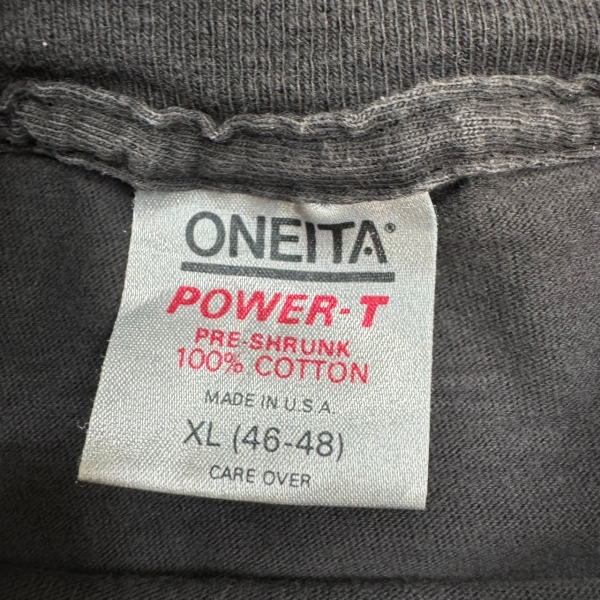 ONEITA®
POWER-T
PRE-SHRUNK
100% COTTON
MADE IN U.S.A.
XL (46-48)
CARE OVER